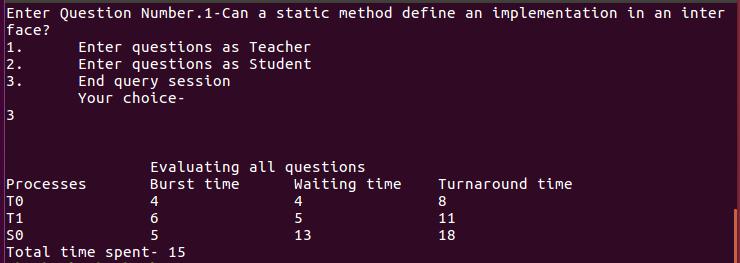 Enter Question Number.1-Can a static method define an implementation in an inter
face?
1. Enter questions as Teacher
2. Enter questions as Student
3. End query session
Your choice-
3
Evaluating all questions
Processes Burst time Waiting time Turnaround time
T0 4 4 8
T1 6 5 11
S0 5 13 18
Total time spent- 15